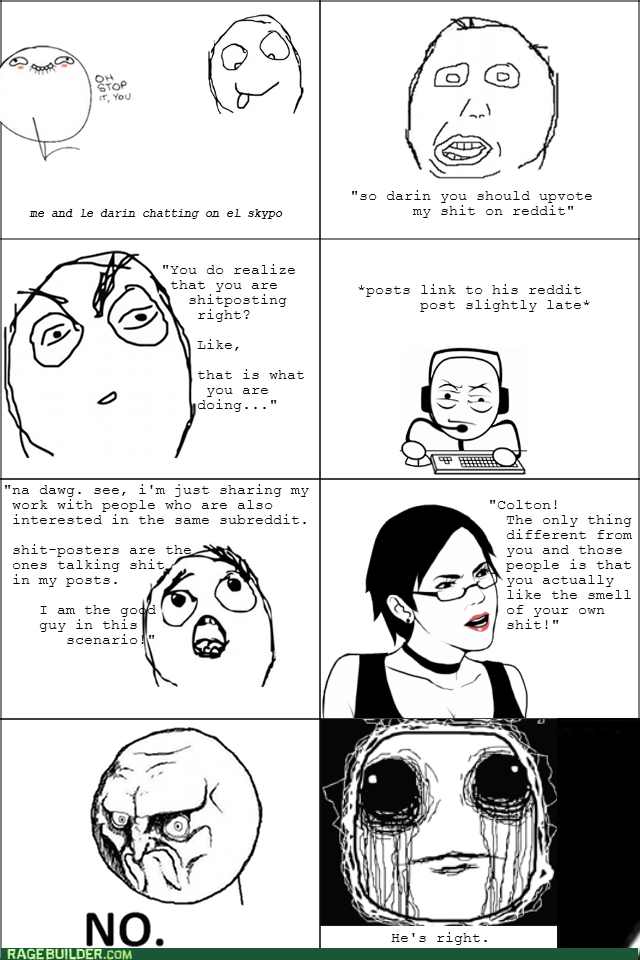 OH
STOP
IT, YOU
me and le darin chatting on el skypo
"so darin you should upvote
my shit on reddit"
"You do realize
that you are
shitposting
right?
Like,
that is what
you are
doing..."
*posts link to his reddit
post slightly late*
"na dawg. see, i'm just sharing my
work with people who are also
interested in the same subreddit.
shit-posters are the
ones talking shit
in my posts.
I am the good
guy in this
scenario!"
"Colton!
The only thing
different from
you and those
people is that
you actually
like the smell
of your own
shit!"
NO.
He's right.
RAGEBUILDER.COM